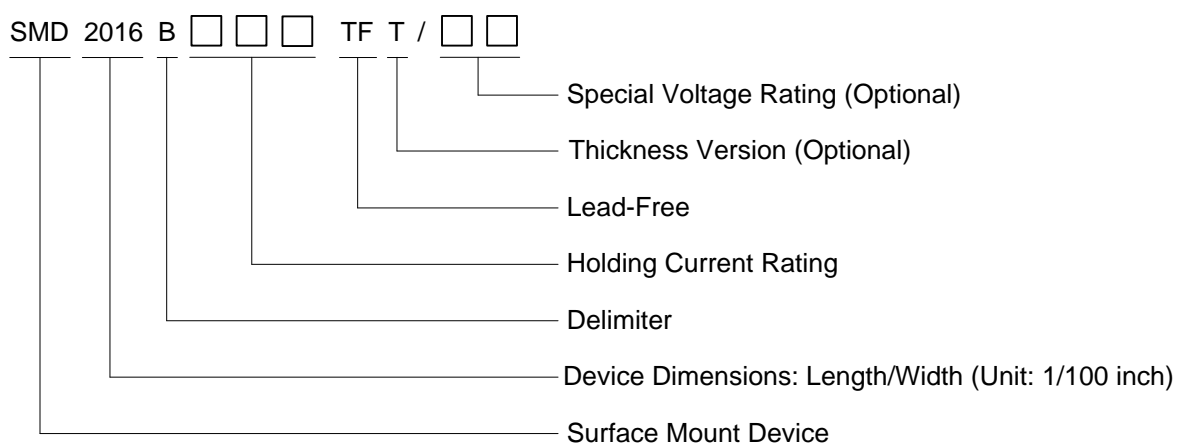 SMD 2016 B □ □ □ TF T / □ □
Special Voltage Rating (Optional)
Thickness Version (Optional)
Lead-Free
Holding Current Rating
Delimiter
Device Dimensions: Length/Width (Unit: 1/100 inch)
Surface Mount Device